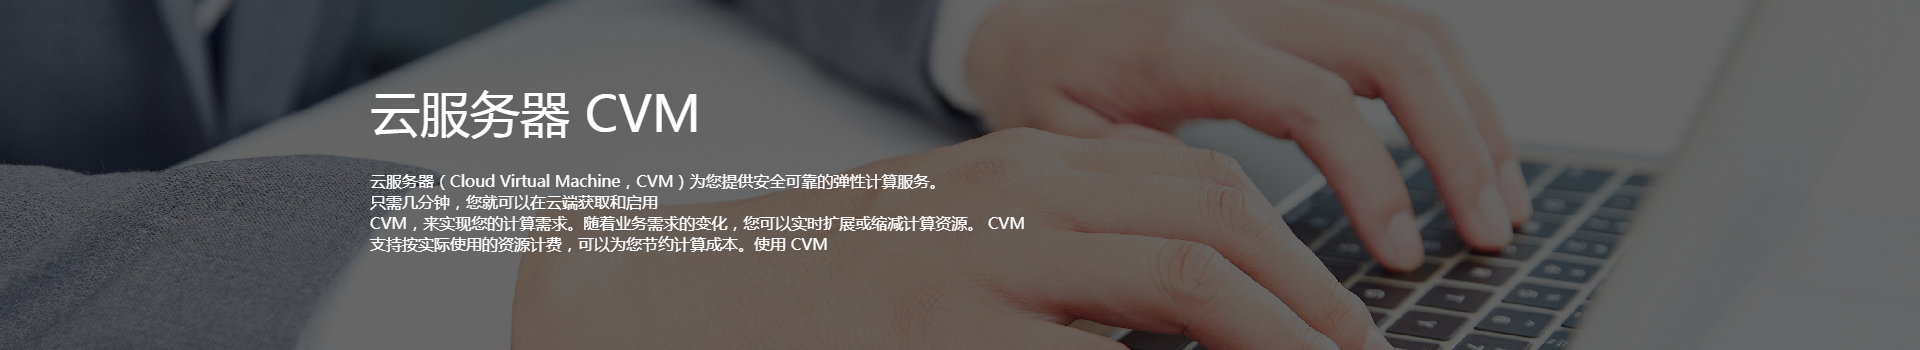 云服务器 CVM
云服务器（Cloud Virtual Machine，CVM）为您提供安全可靠的弹性计算服务。
只需几分钟，您就可以在云端获取和启用
CVM，来实现您的计算需求。随着业务需求的变化，您可以实时扩展或缩减计算资源。 CVM
支持按实际使用的资源计费，可以为您节约计算成本。使用 CVM